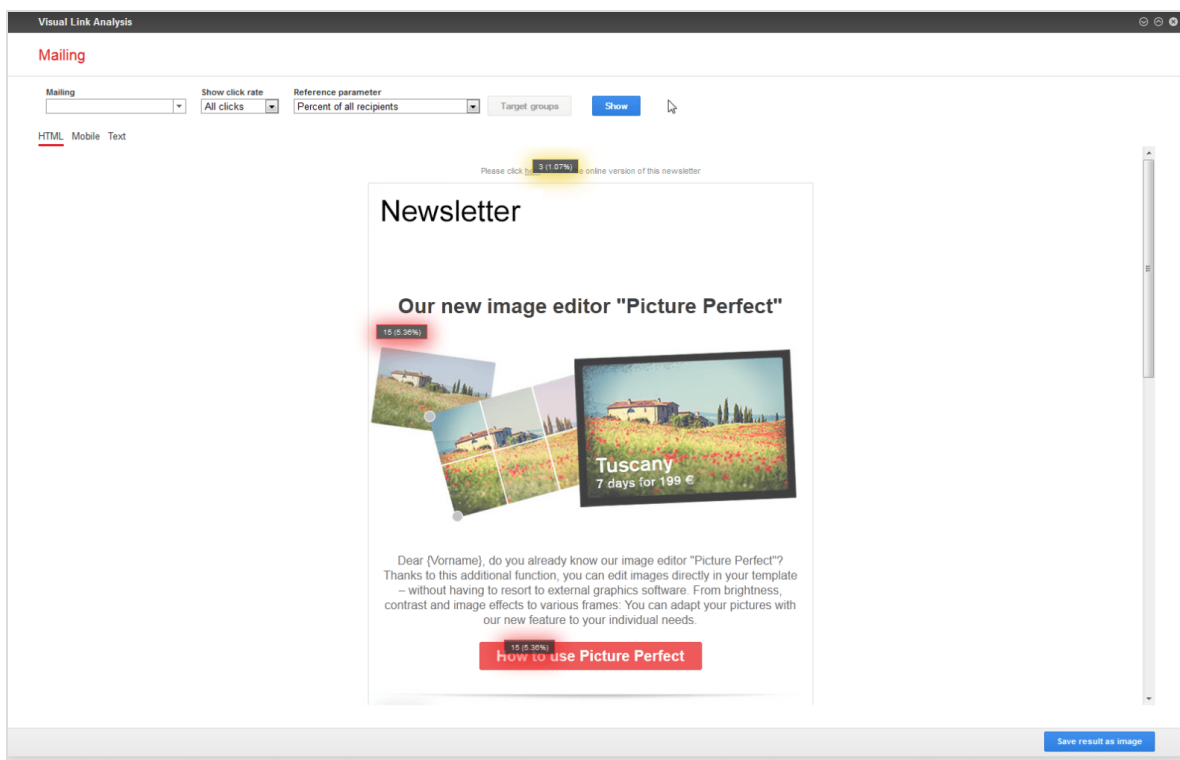 Visual Link Analysis
Mailing
Mailing Show click rate Reference parameter
All clicks Percent of all recipients Target groups Show
HTML Mobile Text
3 (1.07%)
Please click e online version of this newsletter
Newsletter
Our new image editor "Picture Perfect"
15 (5.36%)
Tuscany
7 days for 199 €
Dear {Vorname}, do you already know our image editor "Picture Perfect"?
Thanks to this additional function, you can edit images directly in your template
– without having to resort to external graphics software. From brightness,
contrast and image effects to various frames: You can adapt your pictures with
our new feature to your individual needs.
15 (5.36%)
How to use Picture Perfect
Save result as image